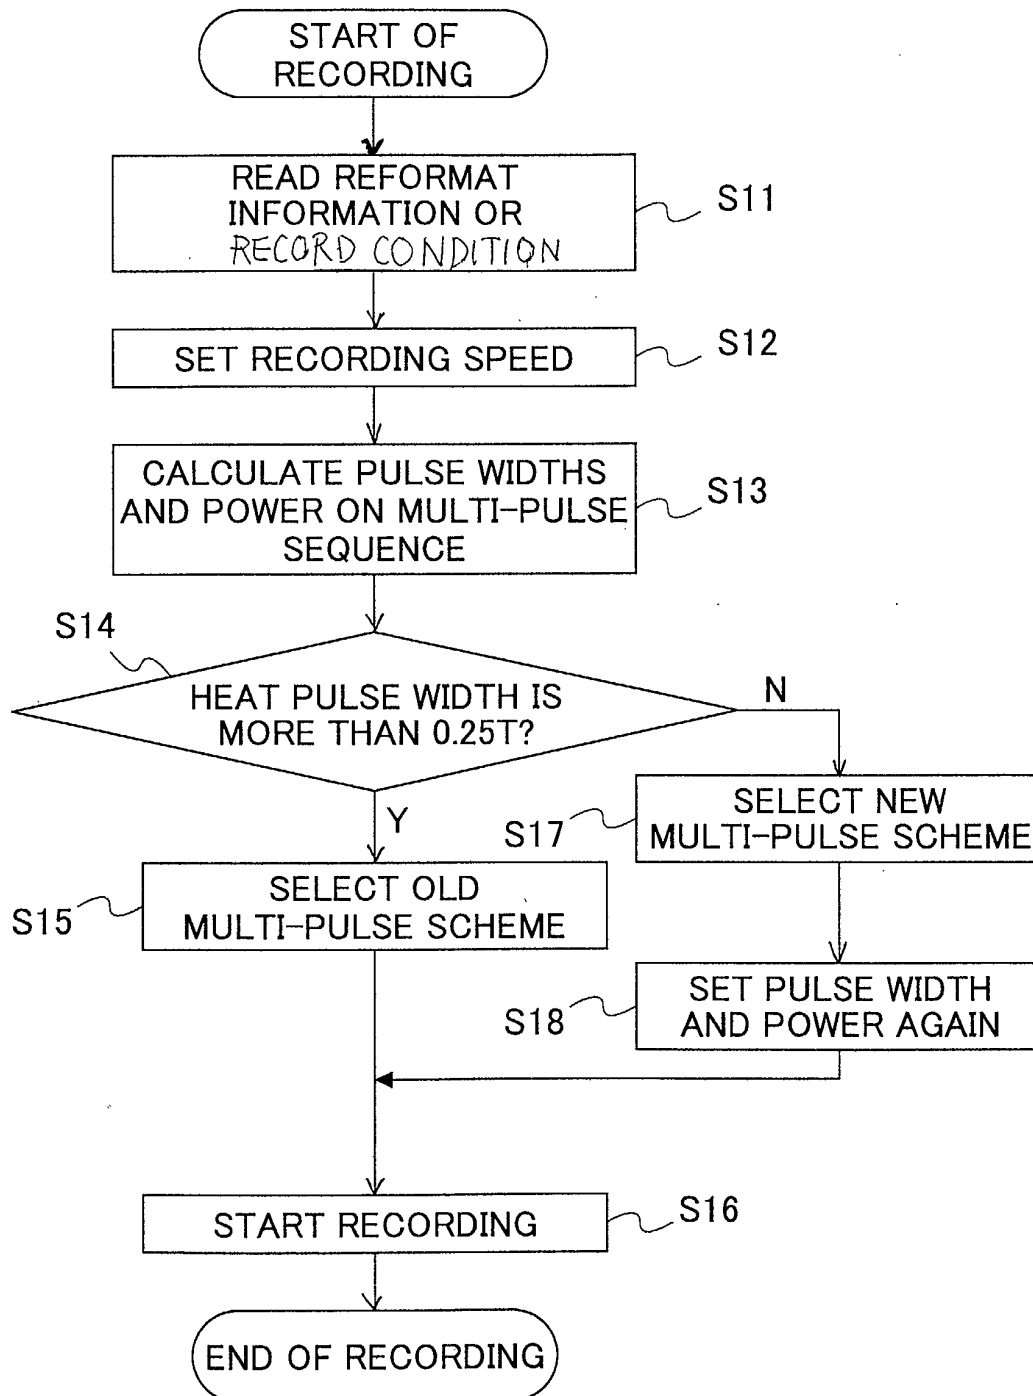 START OF
RECORDING
READ REFORMAT
INFORMATION OR
RECORD CONDITION
S11
SET RECORDING SPEED
S12
CALCULATE PULSE WIDTHS
AND POWER ON MULTI-PULSE
SEQUENCE
S13
S14
HEAT PULSE WIDTH IS
MORE THAN 0.25T?
N
Y
SELECT NEW
MULTI-PULSE SCHEME
S17
SELECT OLD
MULTI-PULSE SCHEME
S15
SET PULSE WIDTH
AND POWER AGAIN
S18
START RECORDING
S16
END OF RECORDING